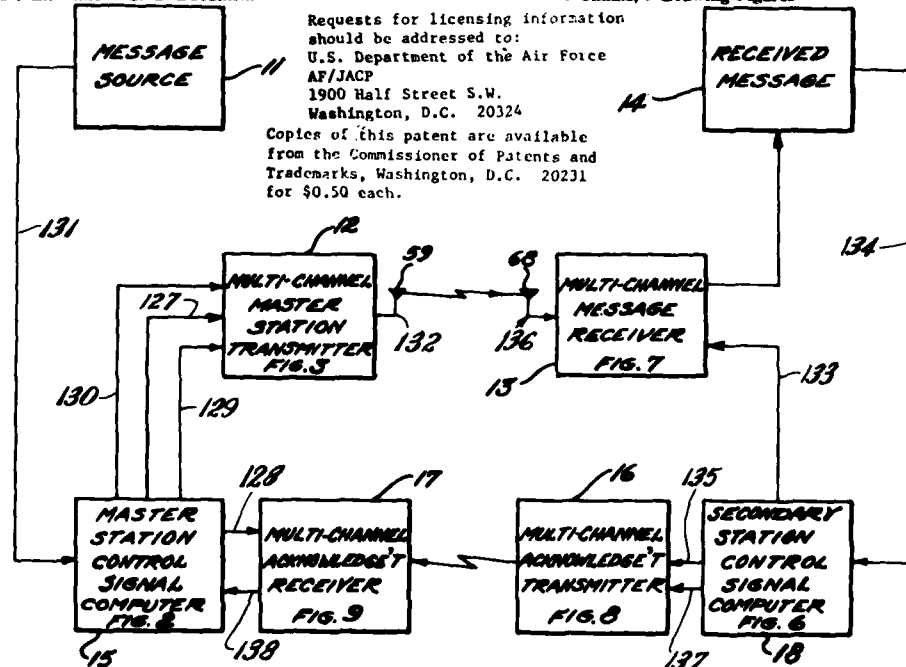 Requests for licensing information
should be addressed to:
U.S. Department of the Air Force
AF/JACP
1900 Half Street S.W.
Washington, D.C. 20324
Copies of this patent are available
from the Commissioner of Patents and
Trademarks, Washington, D.C. 20231
for $0.50 each.
MESSAGE
SOURCE
11
RECEIVED
MESSAGE
14
131
134
12
MULTI-CHANNEL
MASTER
STATION
TRANSMITTER
FIG. 3
59
132
68
136
MULTI-CHANNEL
MESSAGE
RECEIVER
FIG. 7
13
127
130
129
133
MASTER
STATION
CONTROL
SIGNAL
COMPUTER
FIG. 2
15
128
138
17
MULTI-CHANNEL
ACKNOWLEDGE'T
RECEIVER
FIG. 9
16
MULTI-CHANNEL
ACKNOWLEDGE'T
TRANSMITTER
FIG. 8
135
137
SECONDARY
STATION
CONTROL
SIGNAL
COMPUTER
FIG. 6
18